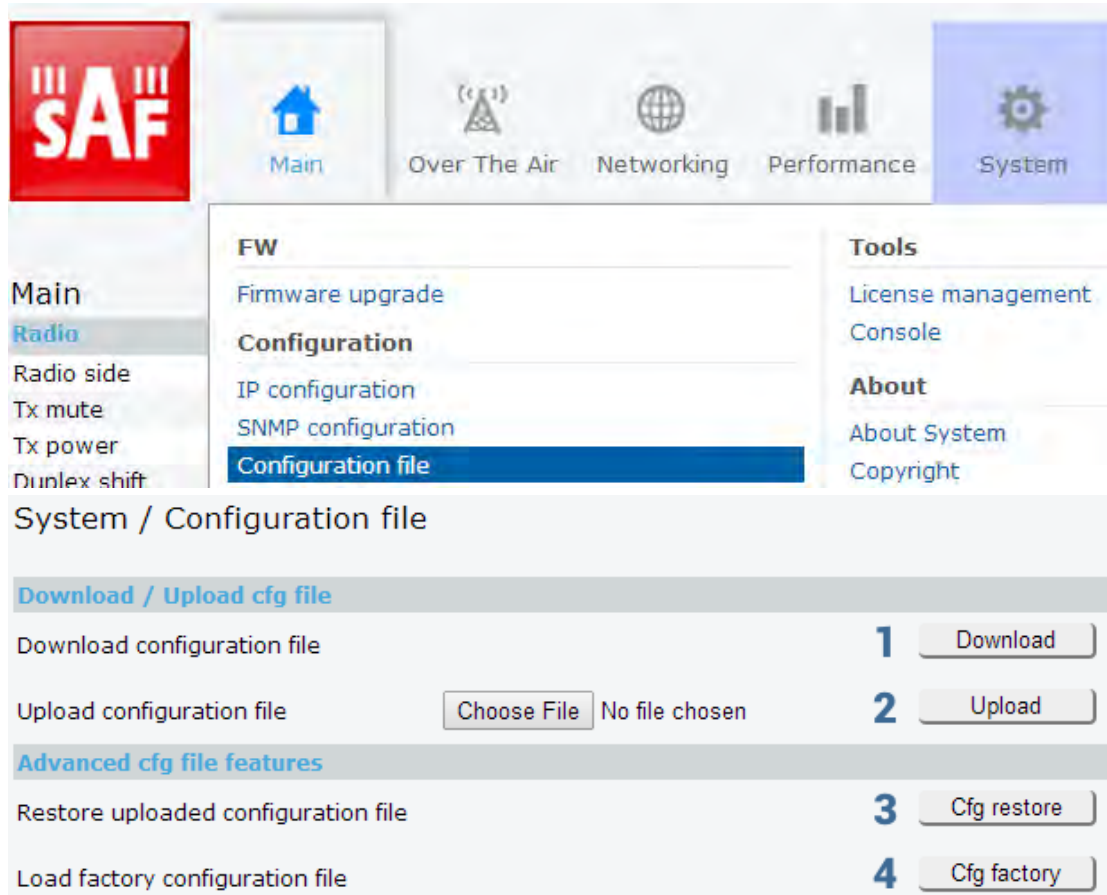 SAF
Main
Over The Air
Networking
Performance
System
FW
Firmware upgrade
Configuration
IP configuration
SNMP configuration
Configuration file
Tools
License management
Console
About
About System
Copyright
Main
Radio
Radio side
Tx mute
Tx power
Duplex shift
System / Configuration file
Download / Upload cfg file
Download configuration file 1 Download
Upload configuration file Choose File No file chosen 2 Upload
Advanced cfg file features
Restore uploaded configuration file 3 Cfg restore
Load factory configuration file 4 Cfg factory